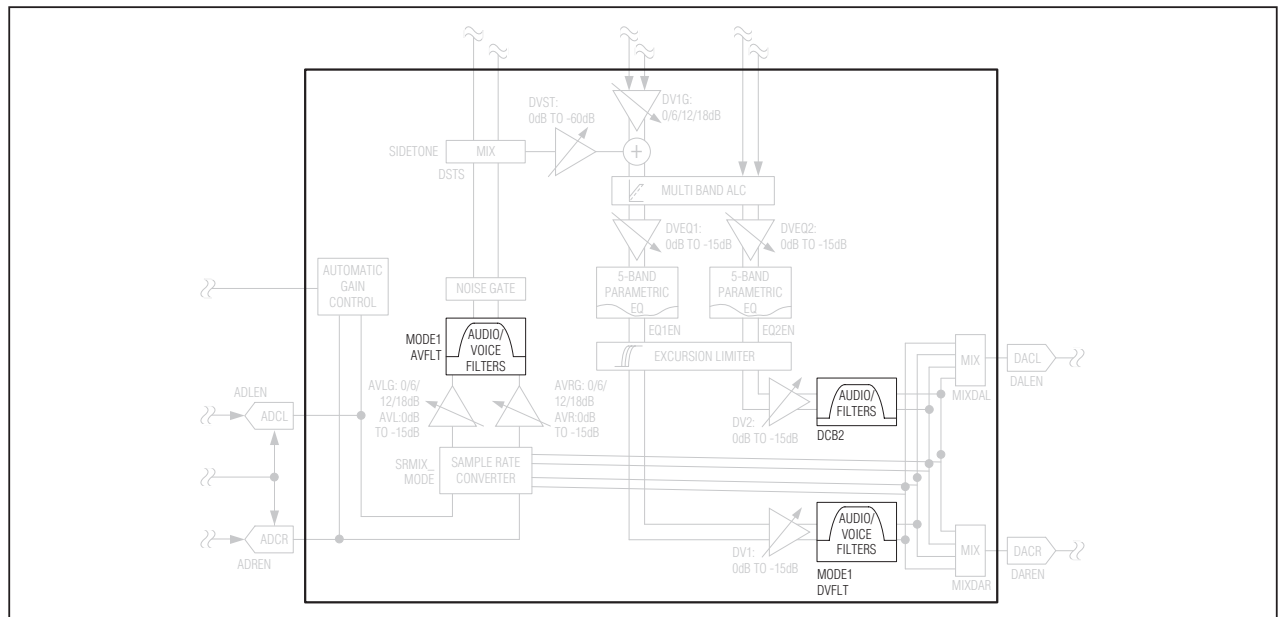 DVST:
0dB TO -60dB
DV1G:
0/6/12/18dB
SIDETONE
MIX
DSTS
+
MULTI BAND ALC
DVEQ1:
0dB TO -15dB
DVEQ2:
0dB TO -15dB
AUTOMATIC
GAIN
CONTROL
NOISE GATE
5-BAND
PARAMETRIC
EQ
5-BAND
PARAMETRIC
EQ
EQ1EN
EQ2EN
MODE1
AVFLT
AUDIO/
VOICE
FILTERS
EXCURSION LIMITER
MIX
DACL
DALEN
MIXDAL
ADLEN
ADCL
AVLG: 0/6/
12/18dB
AVL:0dB
TO -15dB
AVRG: 0/6/
12/18dB
AVR:0dB
TO -15dB
DV2:
0dB TO -15dB
AUDIO/
FILTERS
DCB2
SRMIX_
MODE
SAMPLE RATE
CONVERTER
ADCR
ADREN
DV1:
0dB TO -15dB
AUDIO/
VOICE
FILTERS
MODE1
DVFLT
MIX
DACR
DAREN
MIXDAR